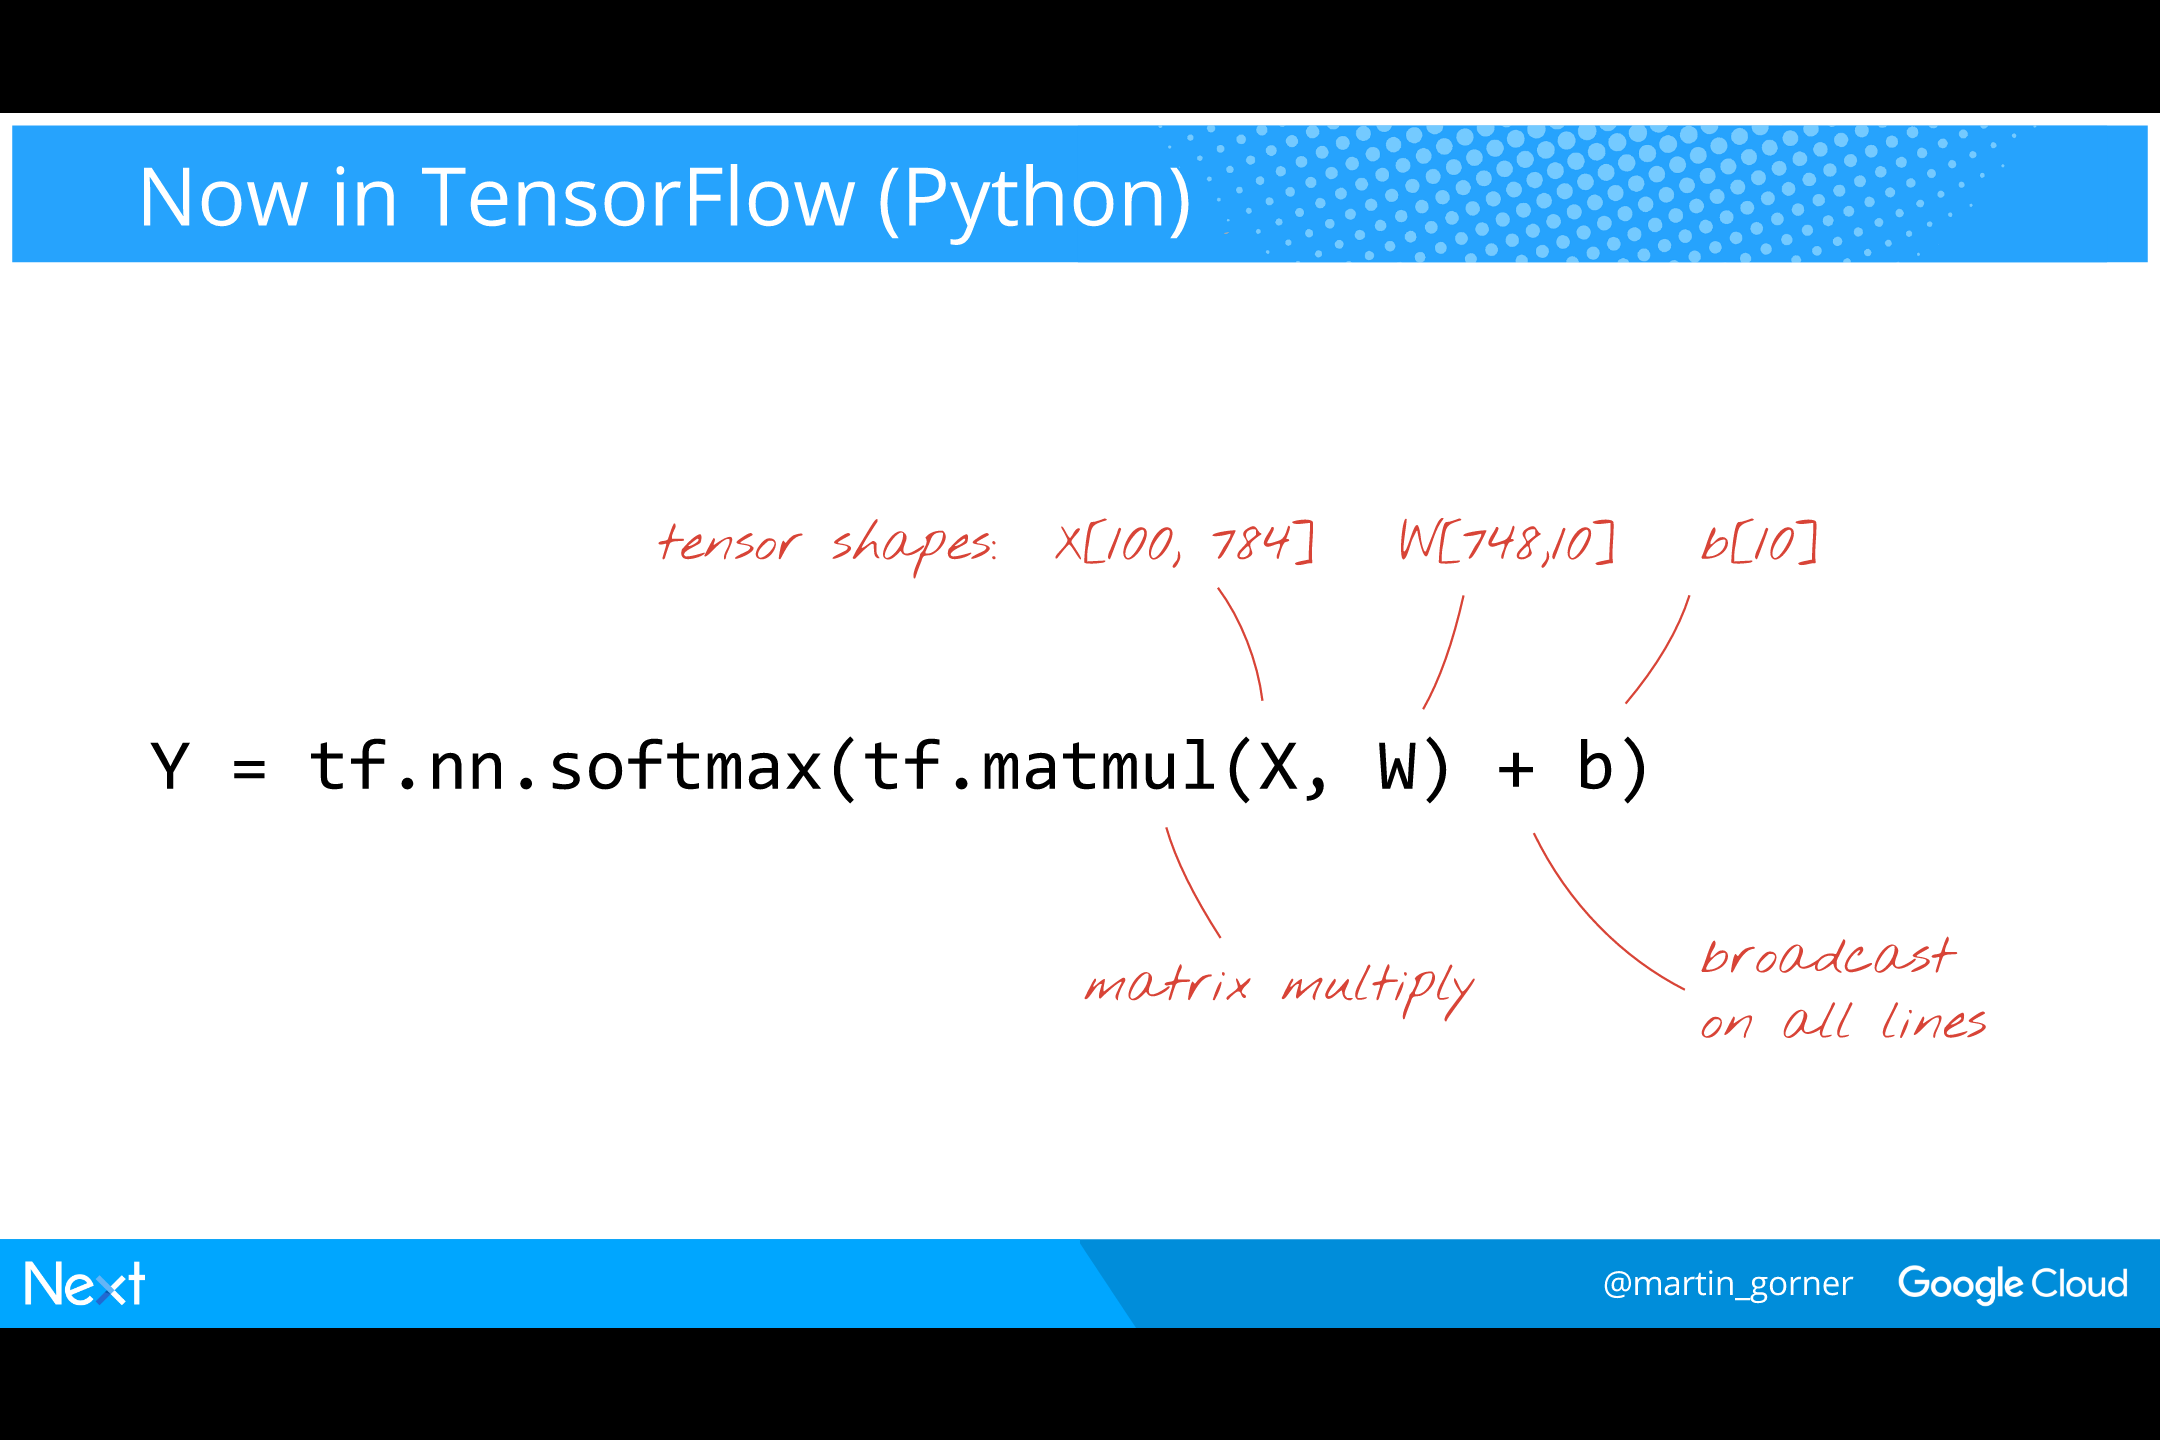 Now in TensorFlow (Python)
tensor shapes: X[100, 784] W[748,10] b[10]
Y = tf.nn.softmax(tf.matmul(X, W) + b)
matrix multiply
broadcast
on all lines
Next
@martin_gorner
Google Cloud